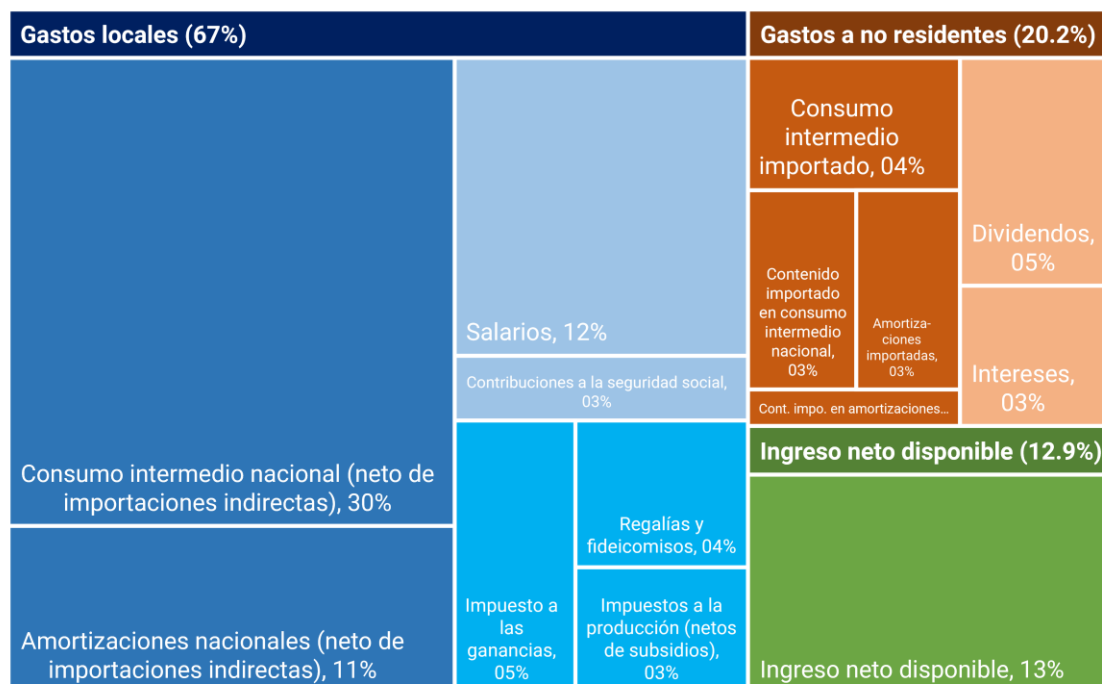 Gastos locales (67%)
Consumo intermedio nacional (neto de
importaciones indirectas), 30%
Amortizaciones nacionales (neto de
importaciones indirectas), 11%
Salarios, 12%
Contribuciones a la seguridad social,
03%
Impuesto a
las
ganancias,
05%
Regalías y
fideicomisos, 04%
Impuestos a la
producción (netos
de subsidios),
03%
Gastos a no residentes (20.2%)
Consumo
intermedio
importado, 04%
Contenido
importado
en consumo
intermedio
nacional,
03%
Amortiza-
ciones
importadas,
03%
Cont. impo. en amortizaciones…
Dividendos,
05%
Intereses,
03%
Ingreso neto disponible (12.9%)
Ingreso neto disponible, 13%